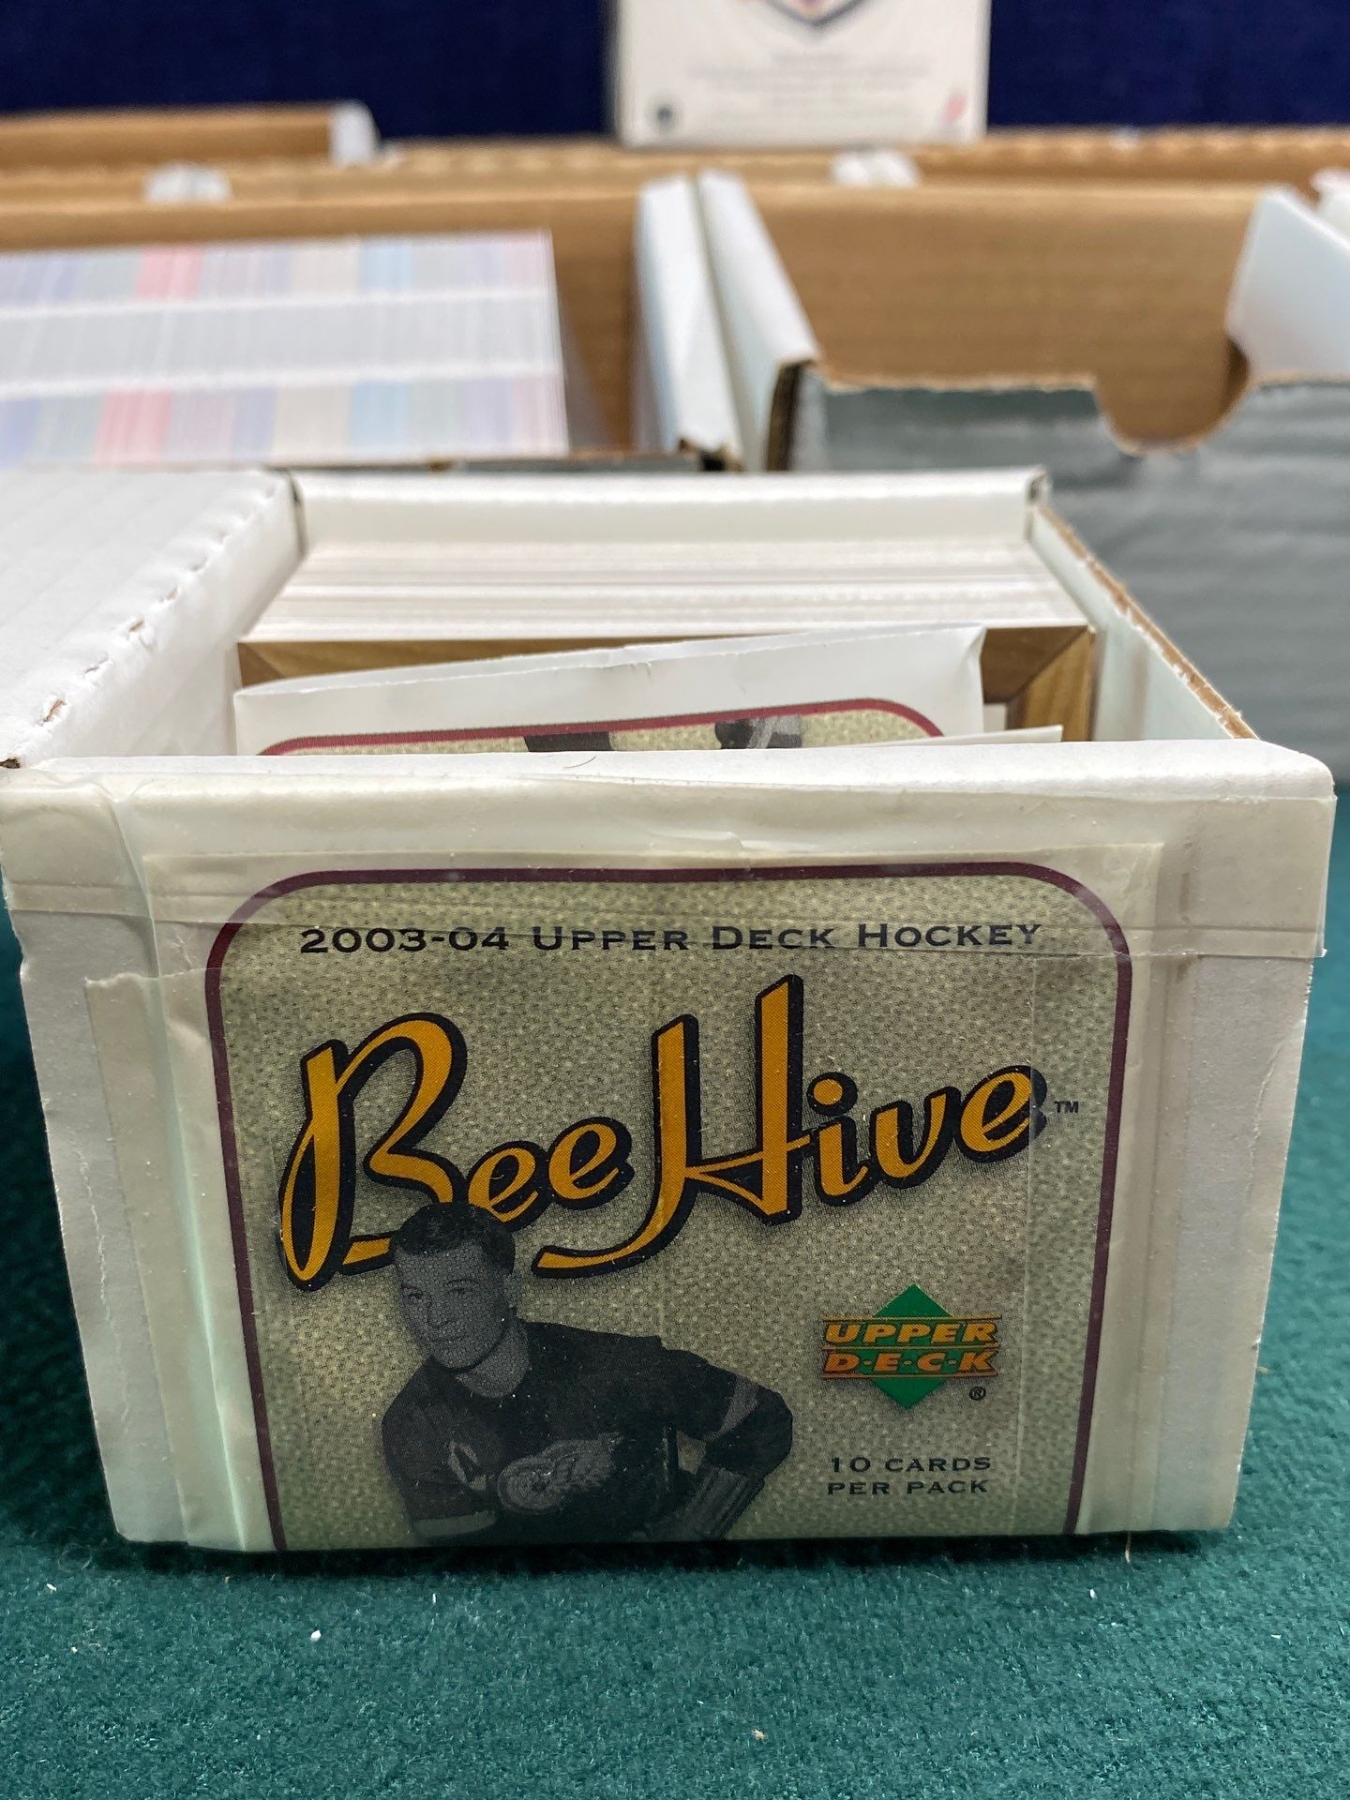 2003-04 UPPER DECK HOCKEY
BeeHive™
UPPER
D·E·C·K®
10 CARDS
PER PACK